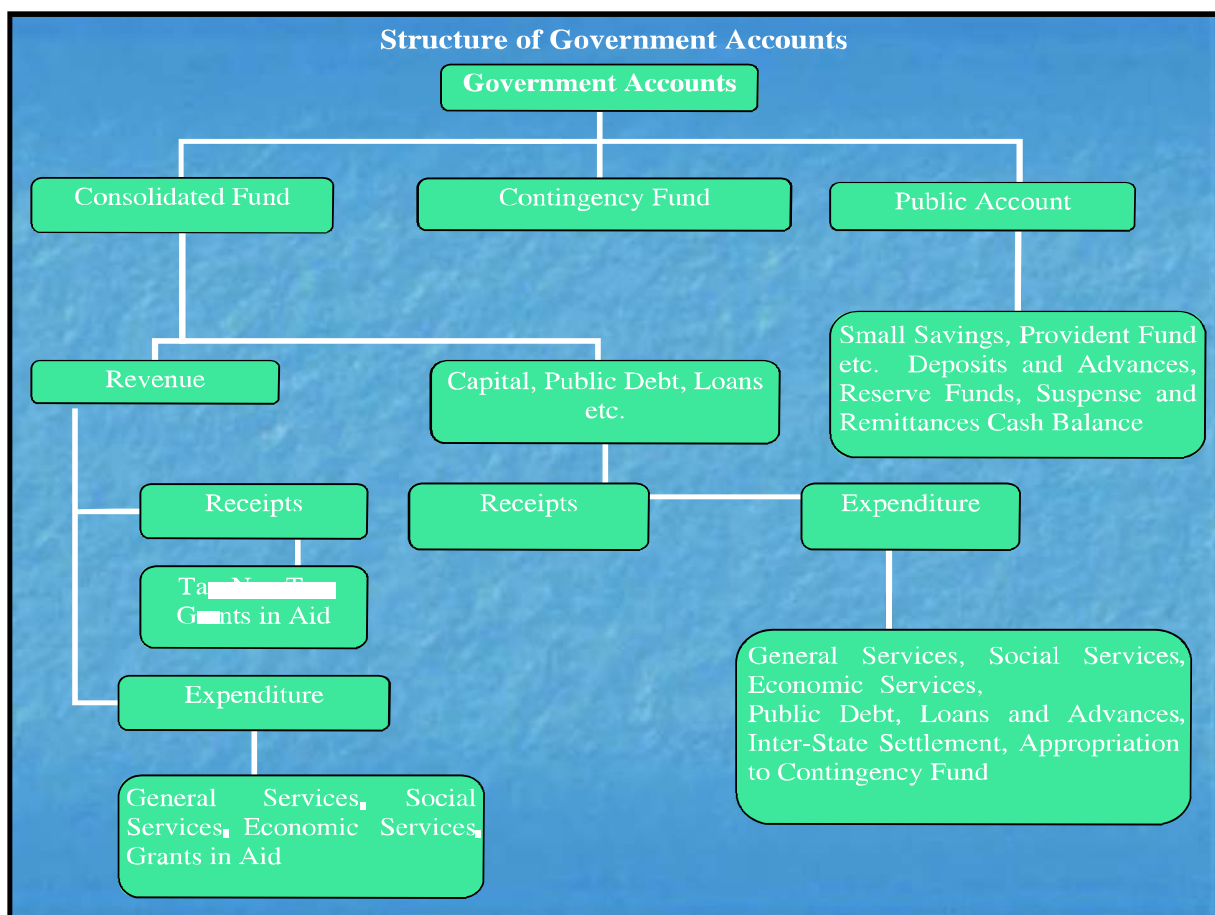 Structure of Government Accounts
Government Accounts
Consolidated Fund
Contingency Fund
Public Account
Small Savings, Provident Fund
etc. Deposits and Advances,
Reserve Funds, Suspense and
Remittances Cash Balance
Revenue
Capital, Public Debt, Loans
etc.
Receipts
Receipts
Expenditure
in Aid
Expenditure
General Services, Social Services,
Economic Services,
Public Debt, Loans and Advances,
Inter-State Settlement, Appropriation
to Contingency Fund
General Services, Social
Services, Economic Services,
Grants in Aid